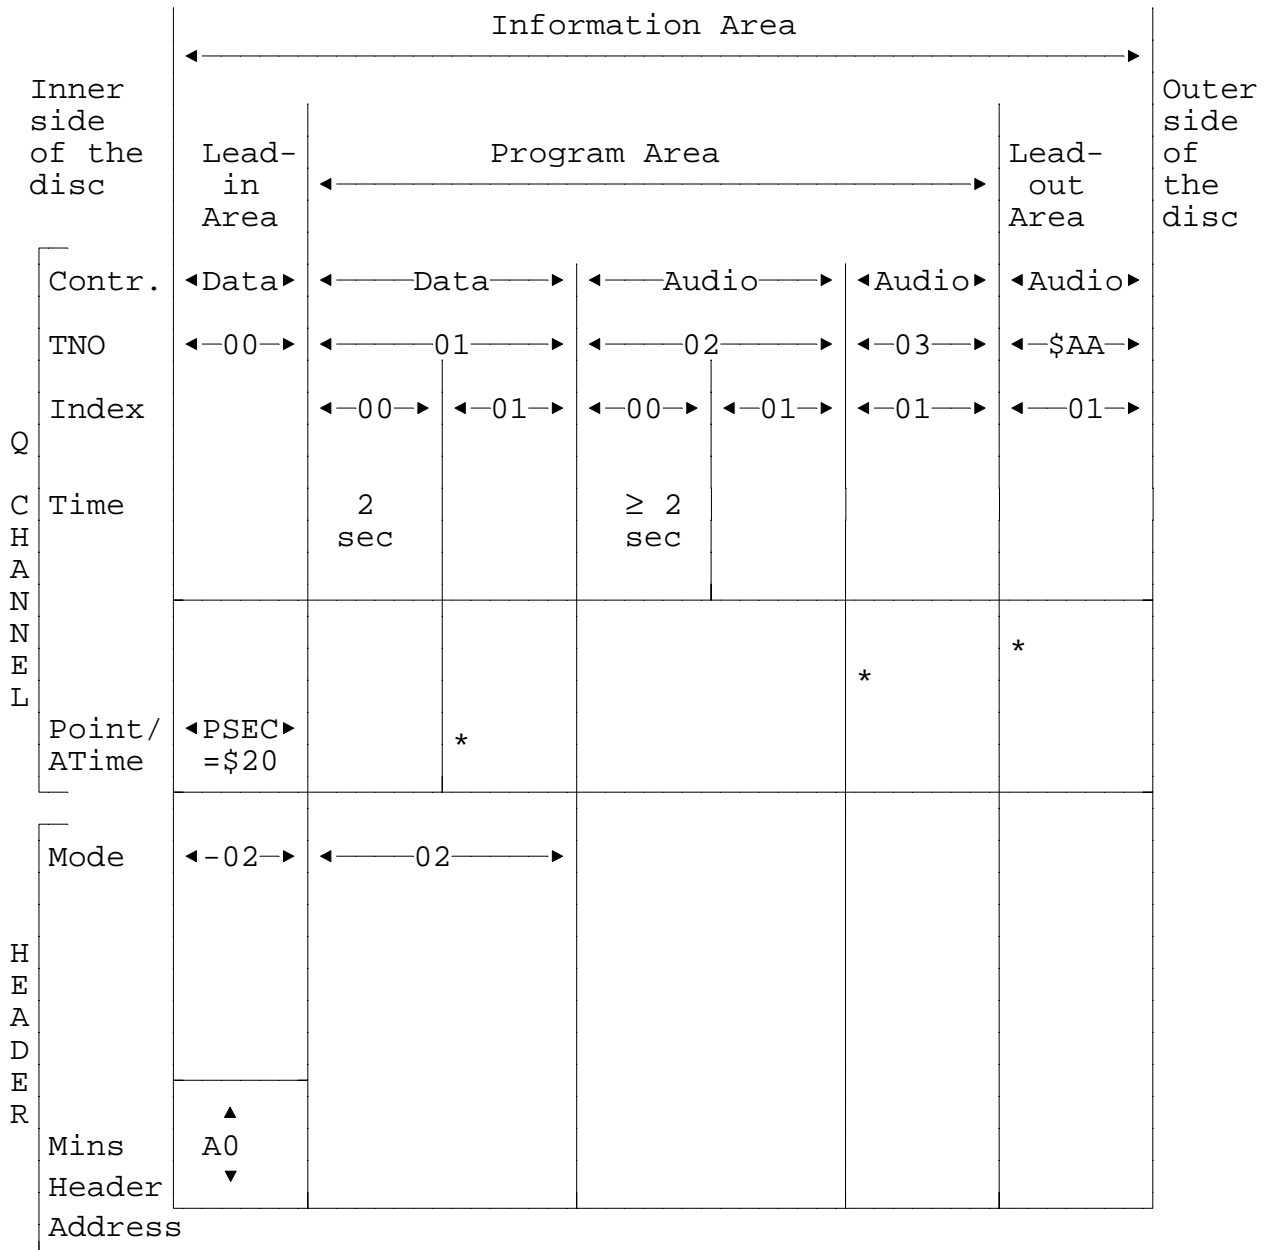 Information Area
Inner side of the disc
Outer side of the disc
Lead-in Area
Program Area
Lead-out Area
Contr. Data Data Audio Audio Audio
TNO 00 01 02 03 $AA
Index 00 01 00 01 01 01
Time 2 sec ≥ 2 sec
Q CHANNEL
*
*
Point/ PSEC
ATime =$20 *
Mode -02 02
HEADER
Mins A0
Header
Address